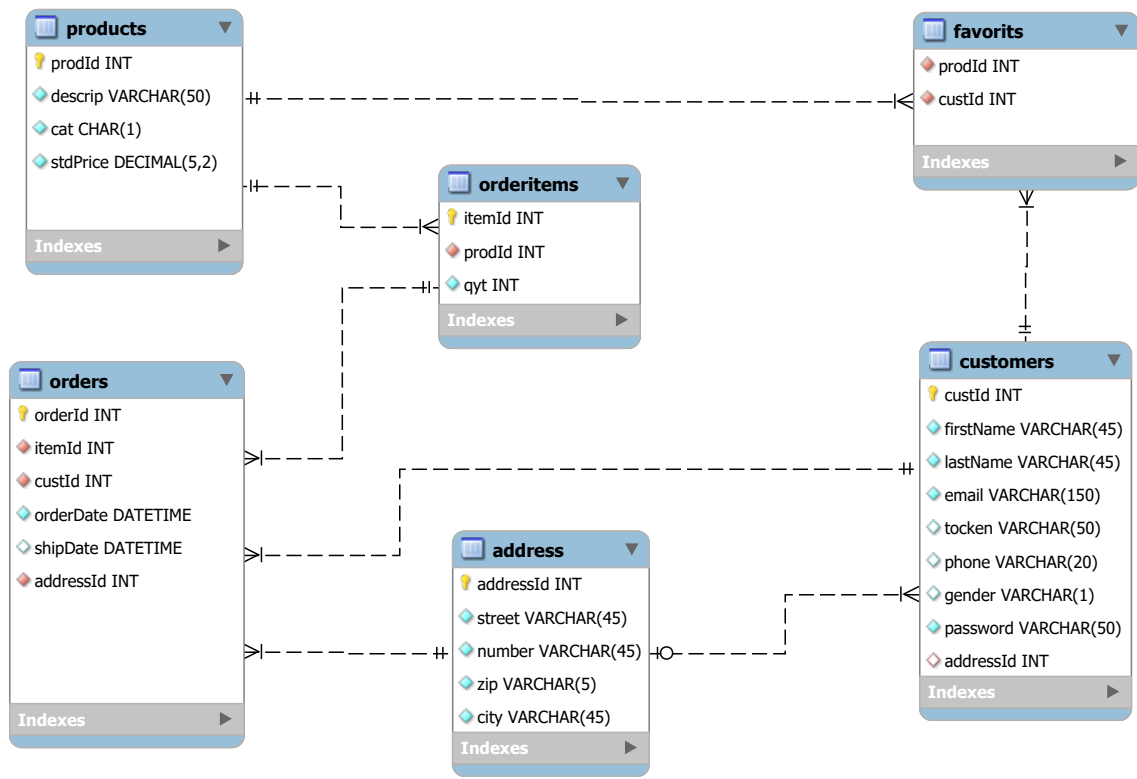 products
prodId INT
descrip VARCHAR(50)
cat CHAR(1)
stdPrice DECIMAL(5,2)
Indexes
favorits
prodId INT
custId INT
Indexes
orderitems
itemId INT
prodId INT
qyt INT
Indexes
orders
orderId INT
itemId INT
custId INT
orderDate DATETIME
shipDate DATETIME
addressId INT
Indexes
address
addressId INT
street VARCHAR(45)
number VARCHAR(45)
zip VARCHAR(5)
city VARCHAR(45)
Indexes
customers
custId INT
firstName VARCHAR(45)
lastName VARCHAR(45)
email VARCHAR(150)
tocken VARCHAR(50)
phone VARCHAR(20)
gender VARCHAR(1)
password VARCHAR(50)
addressId INT
Indexes